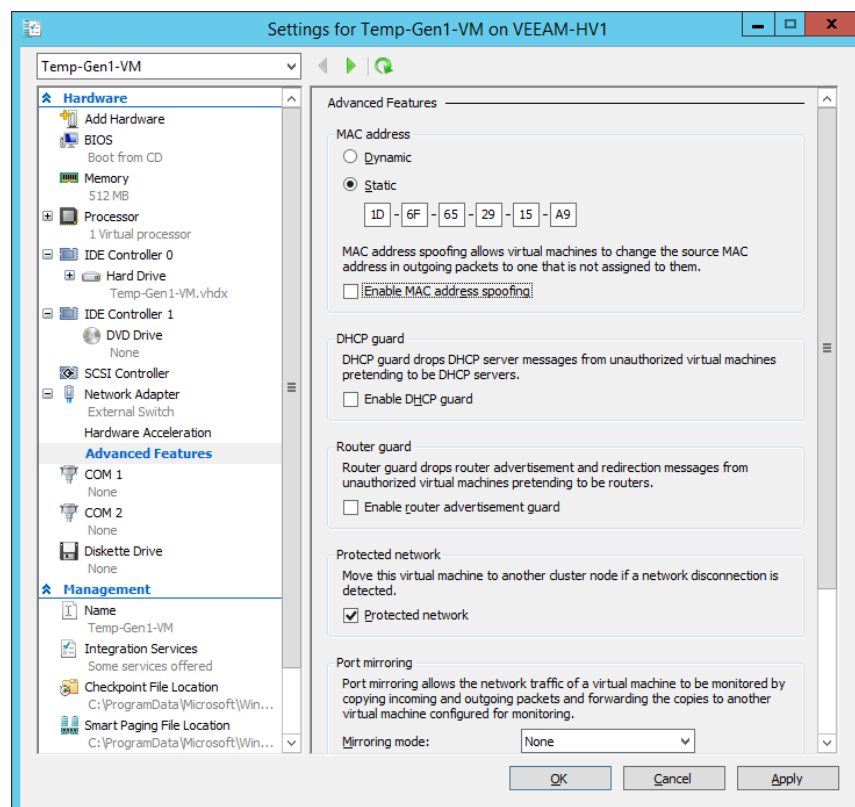 Settings for Temp-Gen1-VM on VEEAM-HV1
Temp-Gen1-VM
Hardware
Add Hardware
BIOS
Boot from CD
Memory
512 MB
Processor
1 Virtual processor
IDE Controller 0
Hard Drive
Temp-Gen1-VM.vhdx
IDE Controller 1
DVD Drive
None
SCSI Controller
Network Adapter
External Switch
Hardware Acceleration
Advanced Features
COM 1
None
COM 2
None
Diskette Drive
None
Management
Name
Temp-Gen1-VM
Integration Services
Some services offered
Checkpoint File Location
C:\ProgramData\Microsoft\Win...
Smart Paging File Location
C:\ProgramData\Microsoft\Win...
Advanced Features
MAC address
Dynamic
Static
1D - 6F - 65 - 29 - 15 - A9
MAC address spoofing allows virtual machines to change the source MAC
address in outgoing packets to one that is not assigned to them.
Enable MAC address spoofing
DHCP guard
DHCP guard drops DHCP server messages from unauthorized virtual machines
pretending to be DHCP servers.
Enable DHCP guard
Router guard
Router guard drops router advertisement and redirection messages from
unauthorized virtual machines pretending to be routers.
Enable router advertisement guard
Protected network
Move this virtual machine to another cluster node if a network disconnection is
detected.
Protected network
Port mirroring
Port mirroring allows the network traffic of a virtual machine to be monitored by
copying incoming and outgoing packets and forwarding the copies to another
virtual machine configured for monitoring.
Mirroring mode: None
OK Cancel Apply